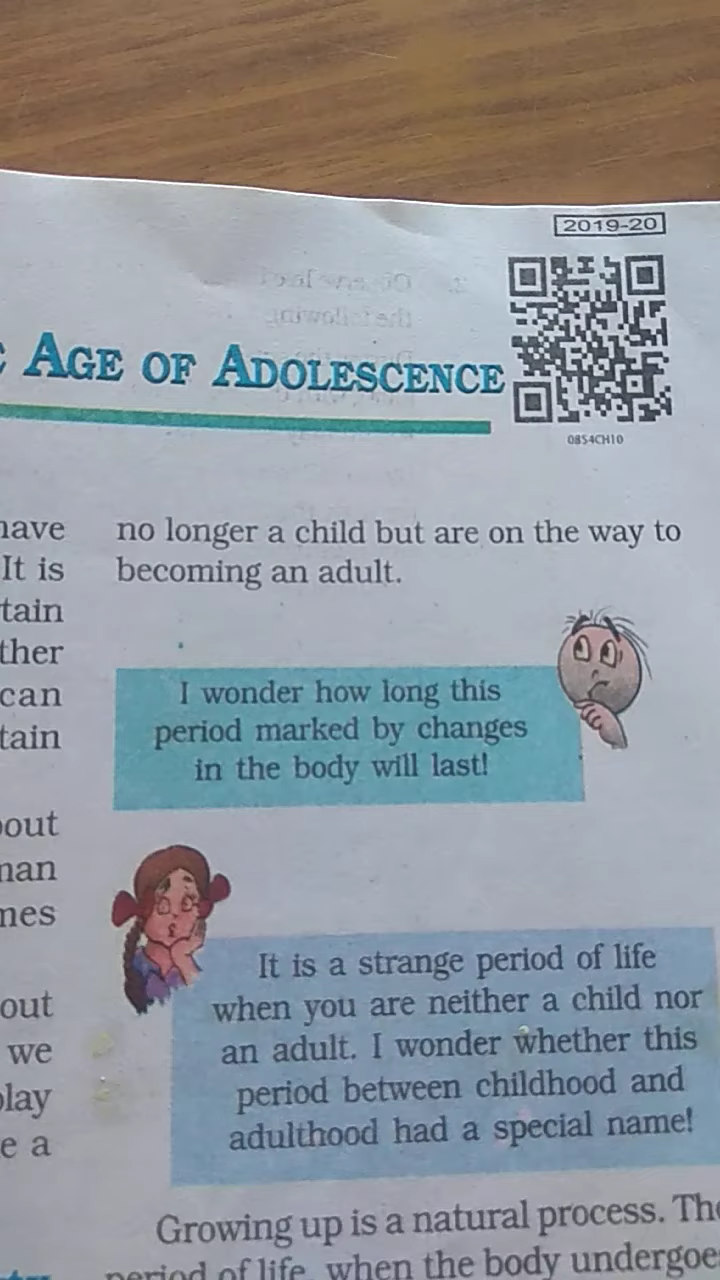 2019-20
AGE OF ADOLESCENCE
08S4CH10
have
It is
tain
ther
can
tain
out
man
mes
out
we
play
e a
no longer a child but are on the way to
becoming an adult.
I wonder how long this
period marked by changes
in the body will last!
It is a strange period of life
when you are neither a child nor
an adult. I wonder whether this
period between childhood and
adulthood had a special name!
Growing up is a natural process. The
period of life, when the body undergoe